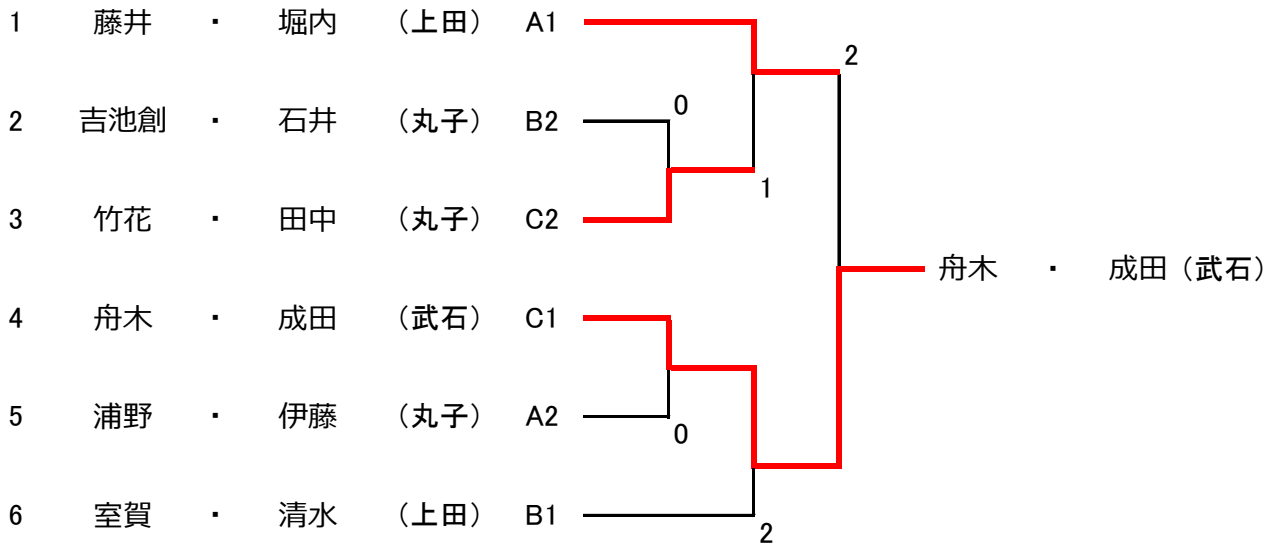 1 藤井 ・ 堀内 （上田） A1
2
2 吉池創 ・ 石井 （丸子） B2
0
1
3 竹花 ・ 田中 （丸子） C2
舟木 ・ 成田（武石）
4 舟木 ・ 成田 （武石） C1
5 浦野 ・ 伊藤 （丸子） A2
0
6 室賀 ・ 清水 （上田） B1
2